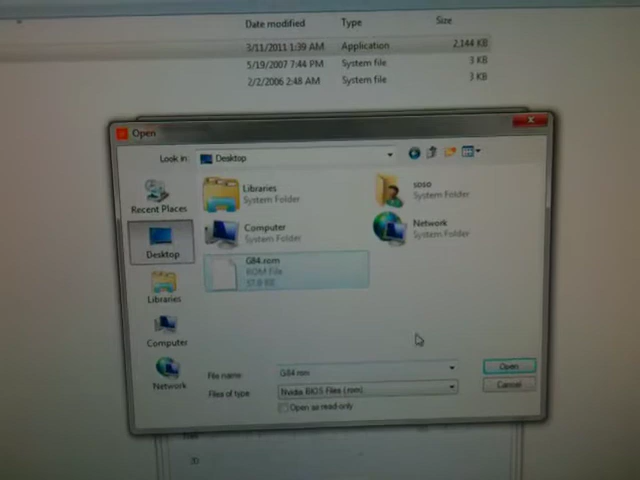 Date modified Type Size
3/11/2011 1:39 AM Application 2,144 KB
5/19/2007 7:44 PM System file 3 KB
2/2/2006 2:48 AM System file 3 KB
Open
Look in: Desktop
Recent Places
Desktop
Libraries
Computer
Network
Libraries
System Folder
soso
System Folder
Computer
System Folder
Network
System Folder
G84.rom
ROM File
57.0 KB
File name: G84.rom
Open
Files of type: Nvidia BIOS Files (.rom)
Cancel
Open as read-only